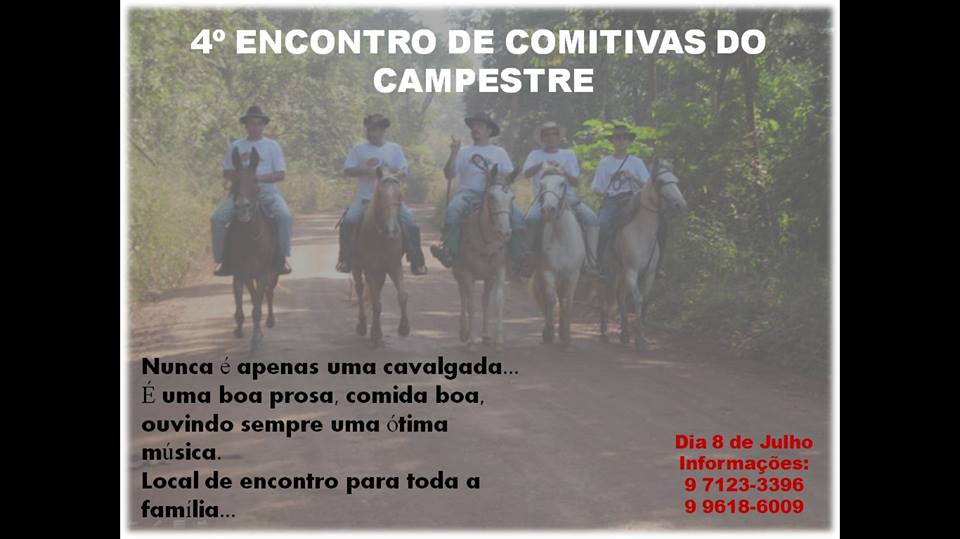 4º ENCONTRO DE COMITIVAS DO
CAMPESTRE
Nunca é apenas uma cavalgada...
É uma boa prosa, comida boa,
ouvindo sempre uma ótima
música.
Local de encontro para toda a
família...
Dia 8 de Julho
Informações:
9 7123-3396
9 9618-6009